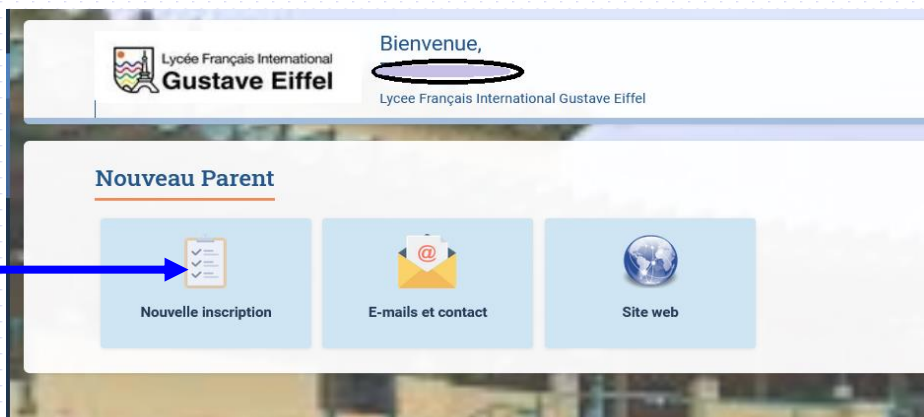 Lycée Français International
Gustave Eiffel
Bienvenue,
Lycee Français International Gustave Eiffel
Nouveau Parent
@
Nouvelle inscription
E-mails et contact
Site web